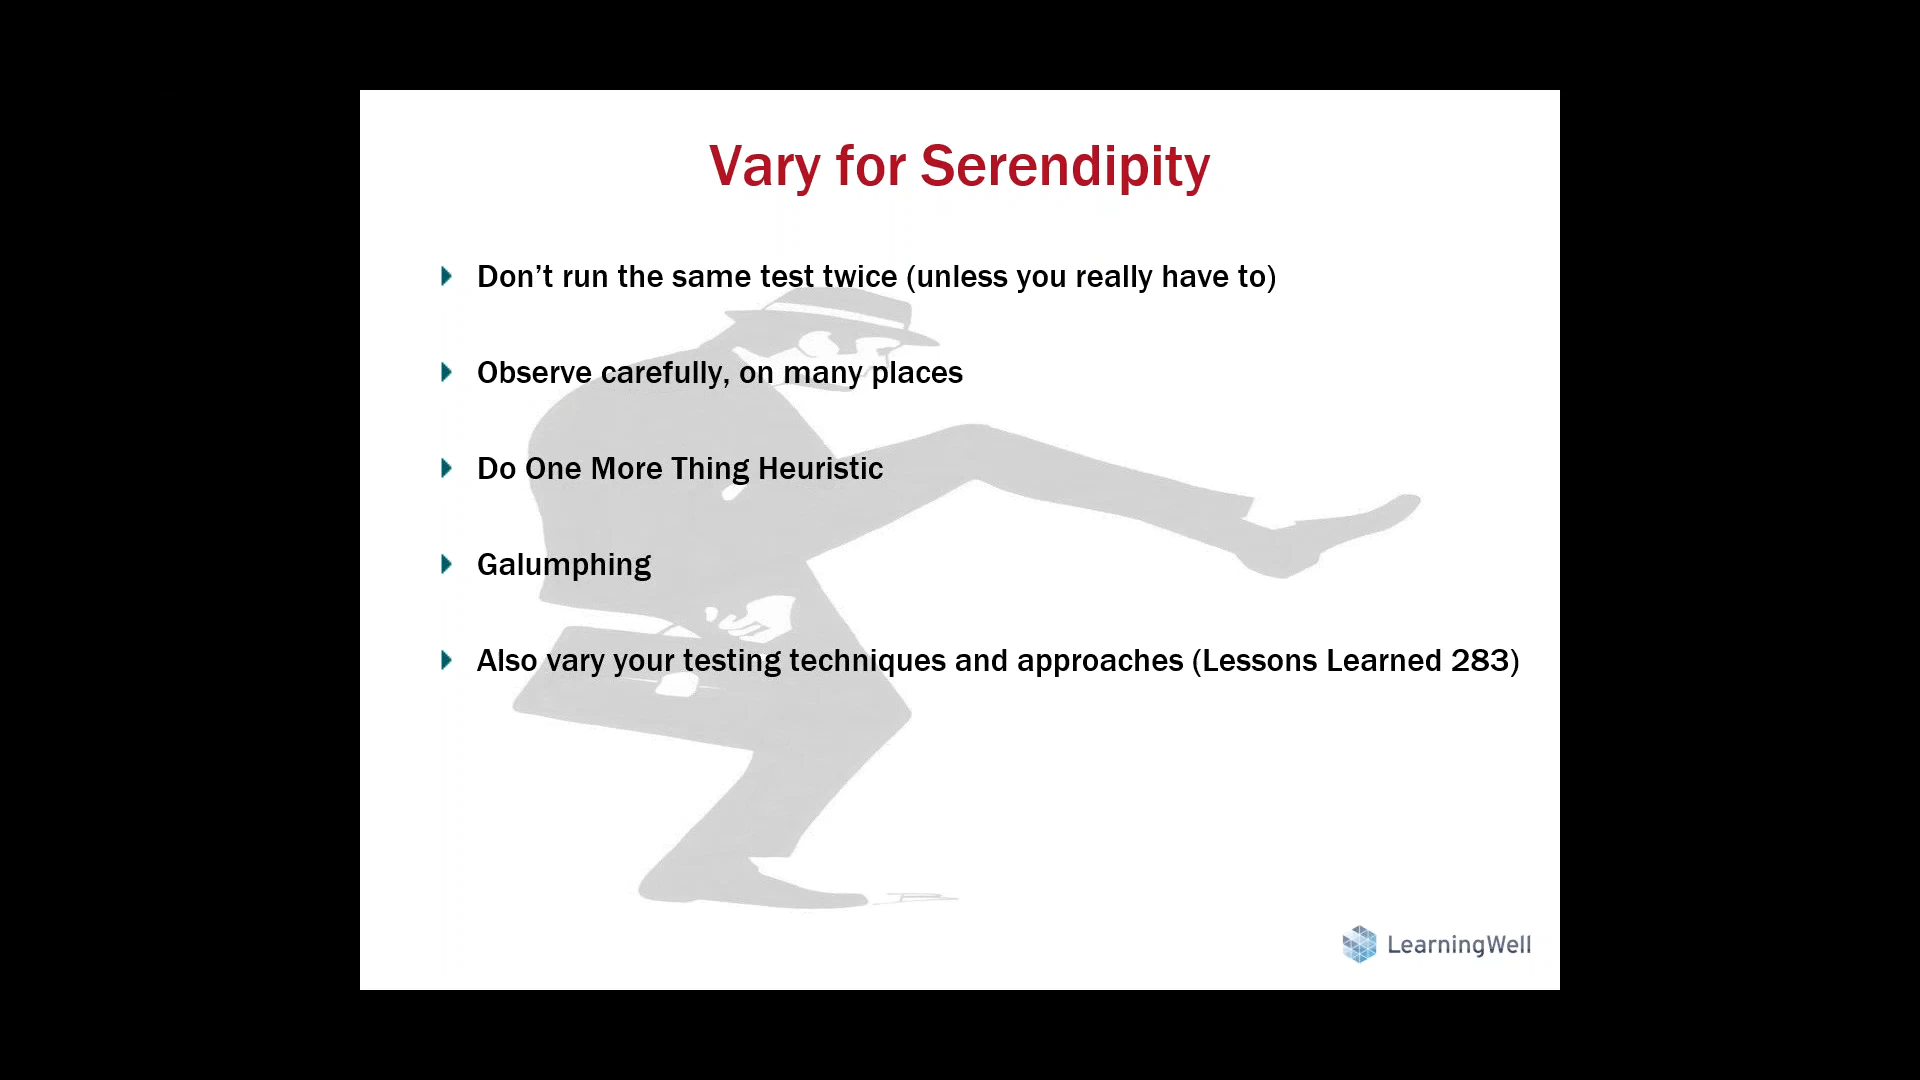 Vary for Serendipity
Don’t run the same test twice (unless you really have to)
Observe carefully, on many places
Do One More Thing Heuristic
Galumphing
Also vary your testing techniques and approaches (Lessons Learned 283)
LearningWell